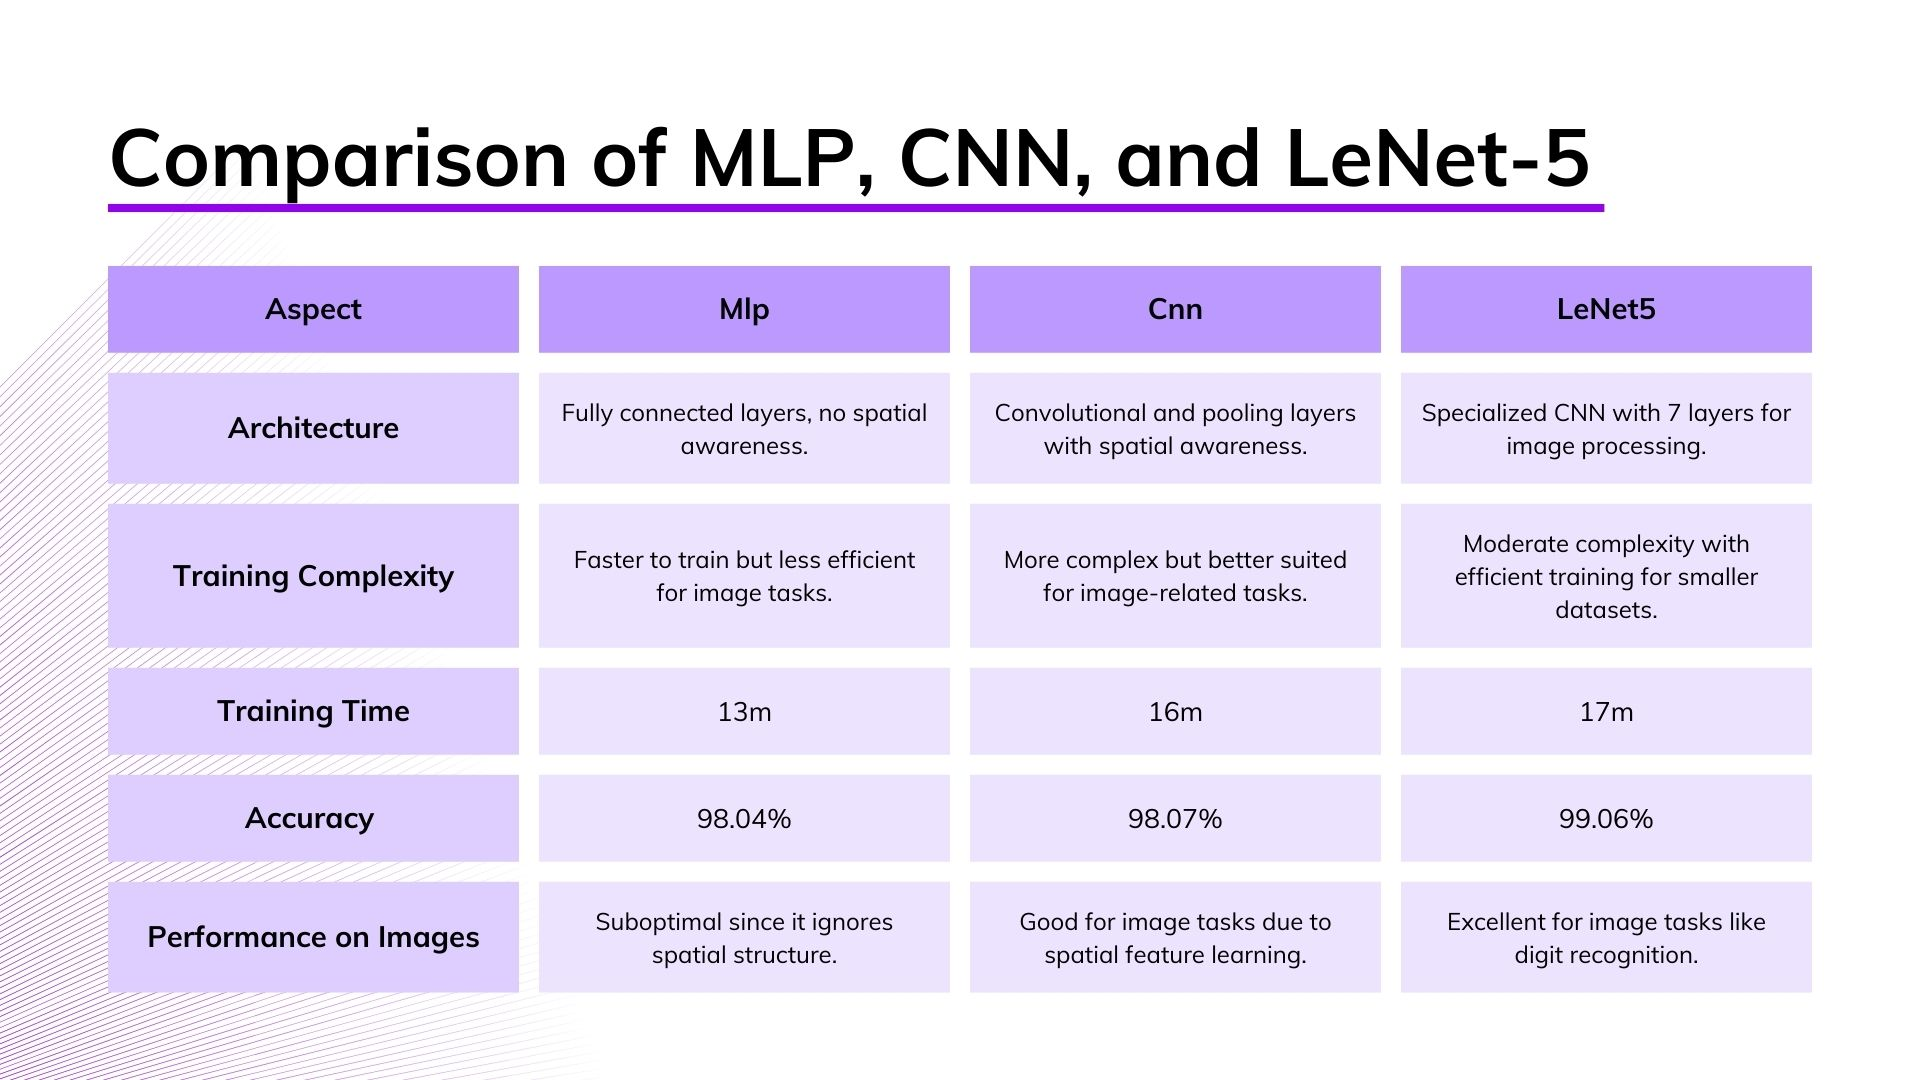 Comparison of MLP, CNN, and LeNet-5
Aspect
Mlp
Cnn
LeNet5
Architecture
Fully connected layers, no spatial
awareness.
Convolutional and pooling layers
with spatial awareness.
Specialized CNN with 7 layers for
image processing.
Training Complexity
Faster to train but less efficient
for image tasks.
More complex but better suited
for image-related tasks.
Moderate complexity with
efficient training for smaller
datasets.
Training Time
13m
16m
17m
Accuracy
98.04%
98.07%
99.06%
Performance on Images
Suboptimal since it ignores
spatial structure.
Good for image tasks due to
spatial feature learning.
Excellent for image tasks like
digit recognition.